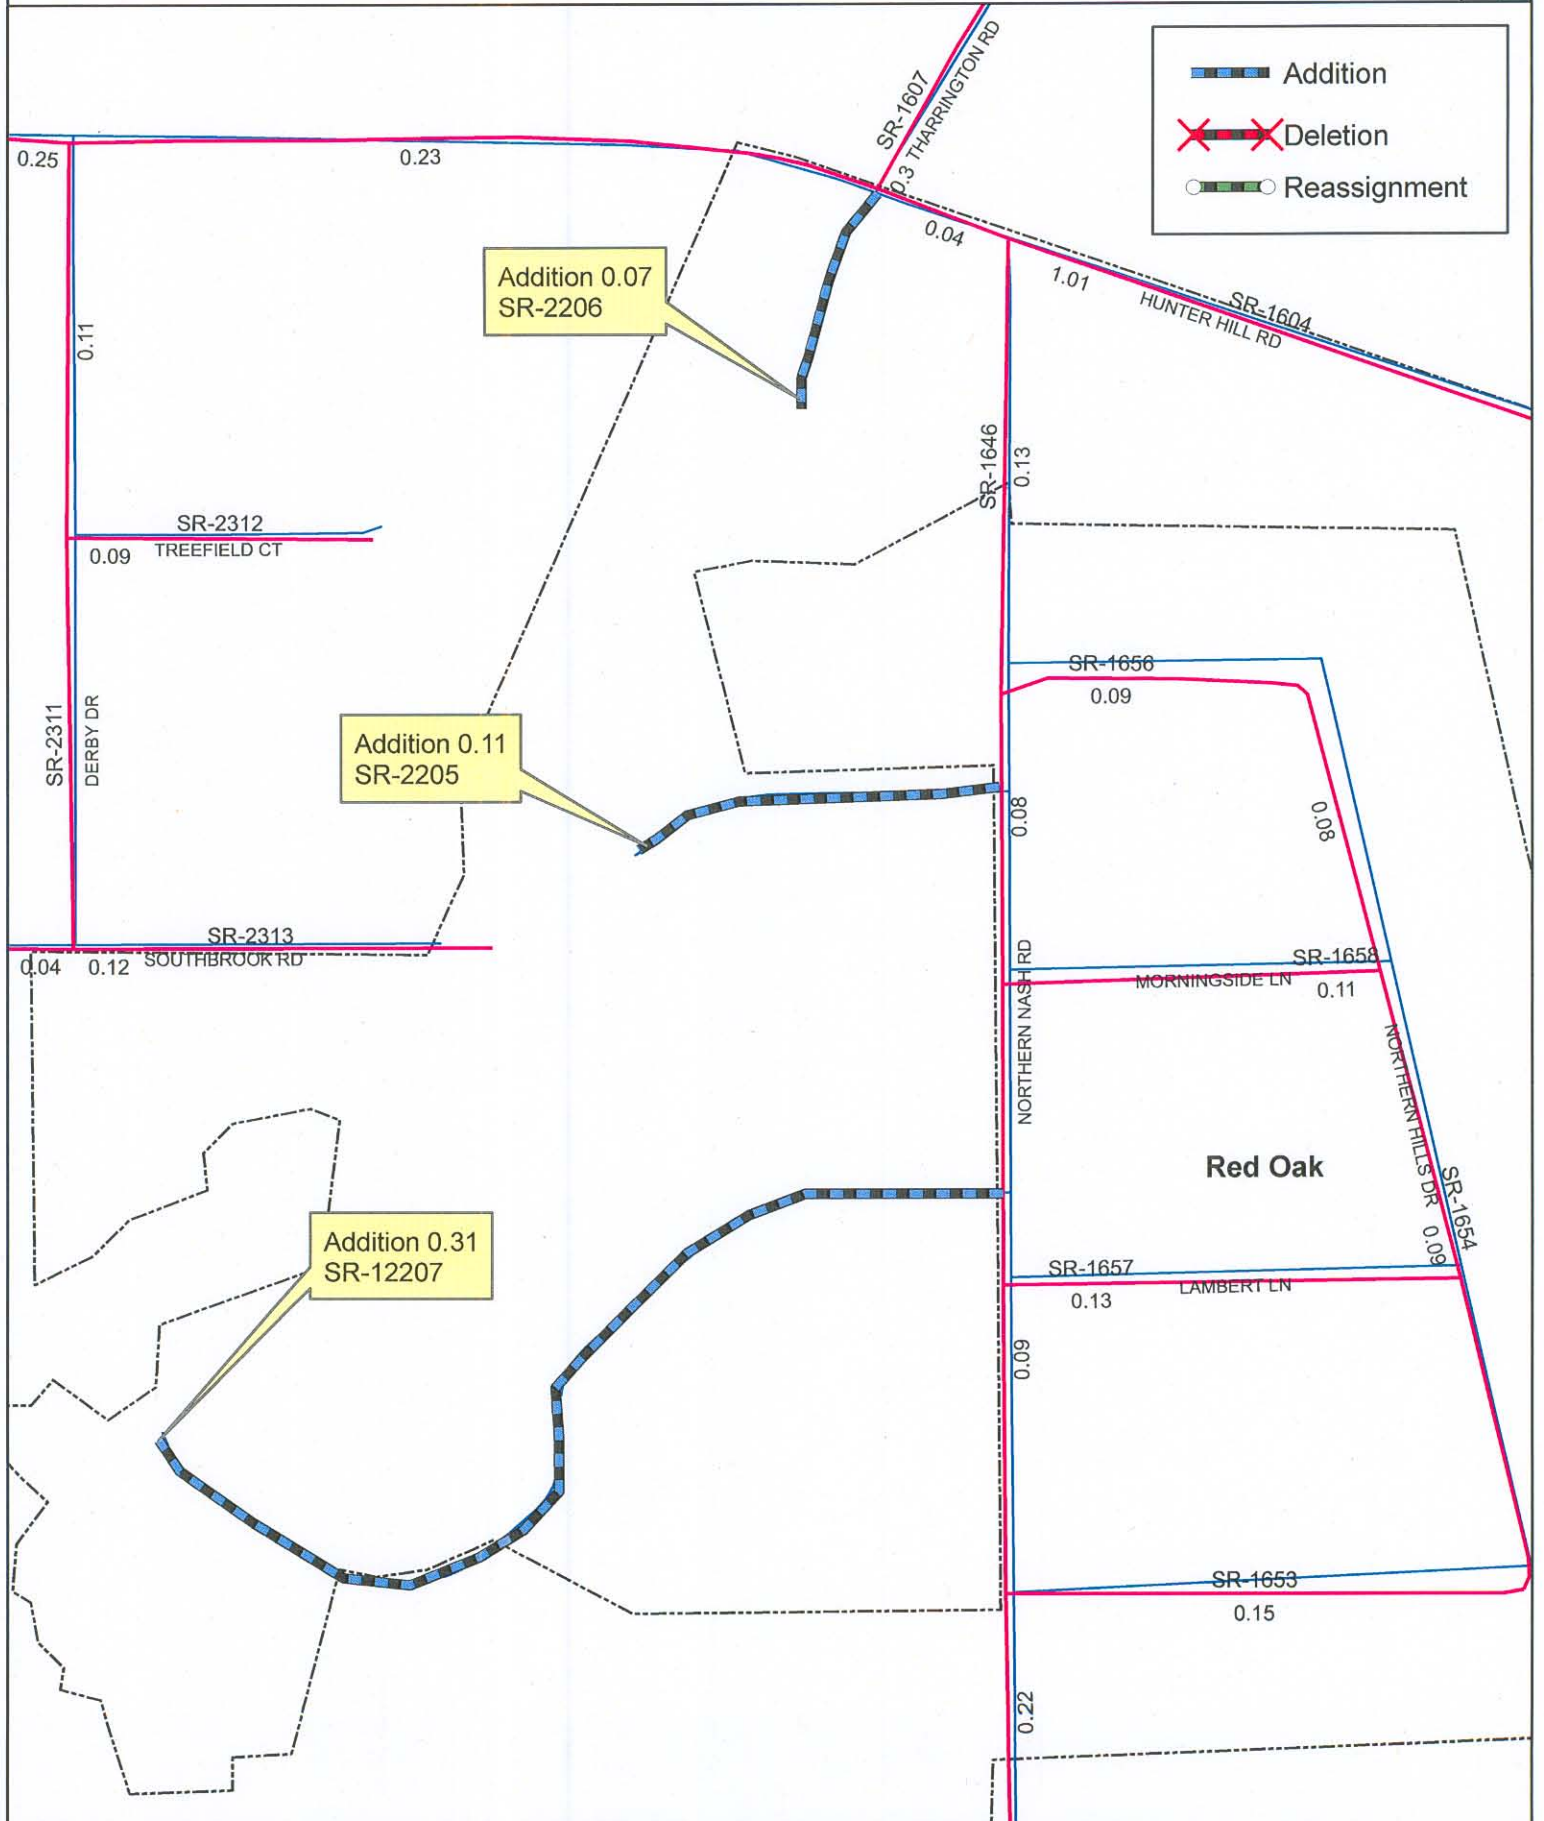 Addition
Deletion
Reassignment
SR-1607
0.3 THARRINGTON RD
0.25
0.23
0.04
1.01
HUNTER HILL RD
SR-1604
Addition 0.07
SR-2206
0.11
SR-1646
0.13
SR-2312
0.09
TREEFIELD CT
SR-1656
0.09
SR-2311
DERBY DR
Addition 0.11
SR-2205
0.08
0.08
SR-2313
0.04
0.12
SOUTHBROOK RD
SR-1658
MORNINGSIDE LN
0.11
NORTHERN NASH RD
NORTHERN HILLS DR
0.09
SR-1654
Red Oak
Addition 0.31
SR-12207
SR-1657
0.13
LAMBERT LN
0.09
SR-1653
0.15
0.22